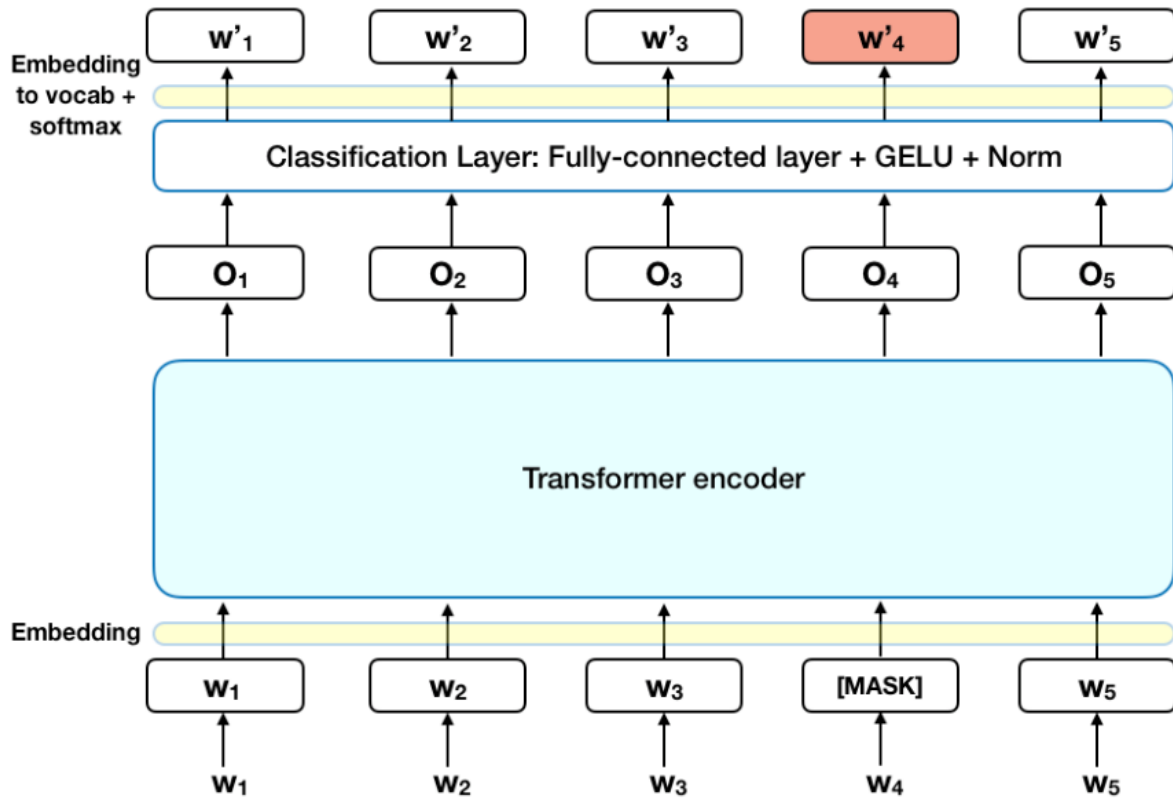 w’₁ w’₂ w’₃ w’₄ w’₅
Embedding
to vocab +
softmax
Classification Layer: Fully-connected layer + GELU + Norm
O₁ O₂ O₃ O₄ O₅
Transformer encoder
Embedding
W₁ W₂ W₃ [MASK] W₅
W₁ W₂ W₃ W₄ W₅